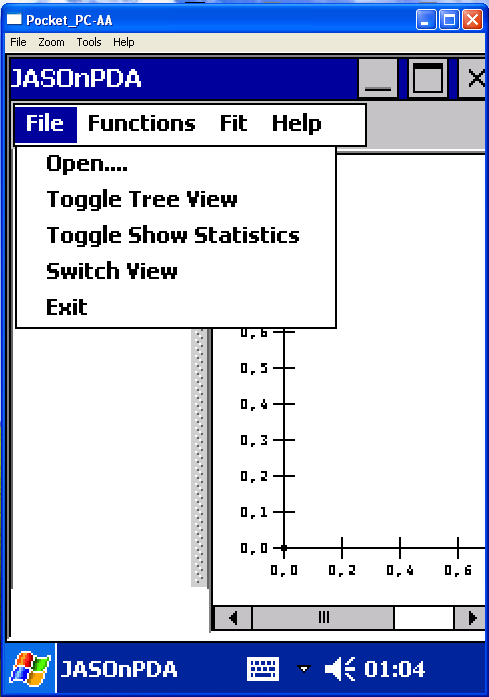 Pocket_PC-AA
File Zoom Tools Help
JASOnPDA
File Functions Fit Help
Open....
Toggle Tree View
Toggle Show Statistics
Switch View
Exit
0,6
0,5
0,4
0,3
0,2
0,1
0,0
0,0 0,2 0,4 0,6
JASOnPDA 01:04